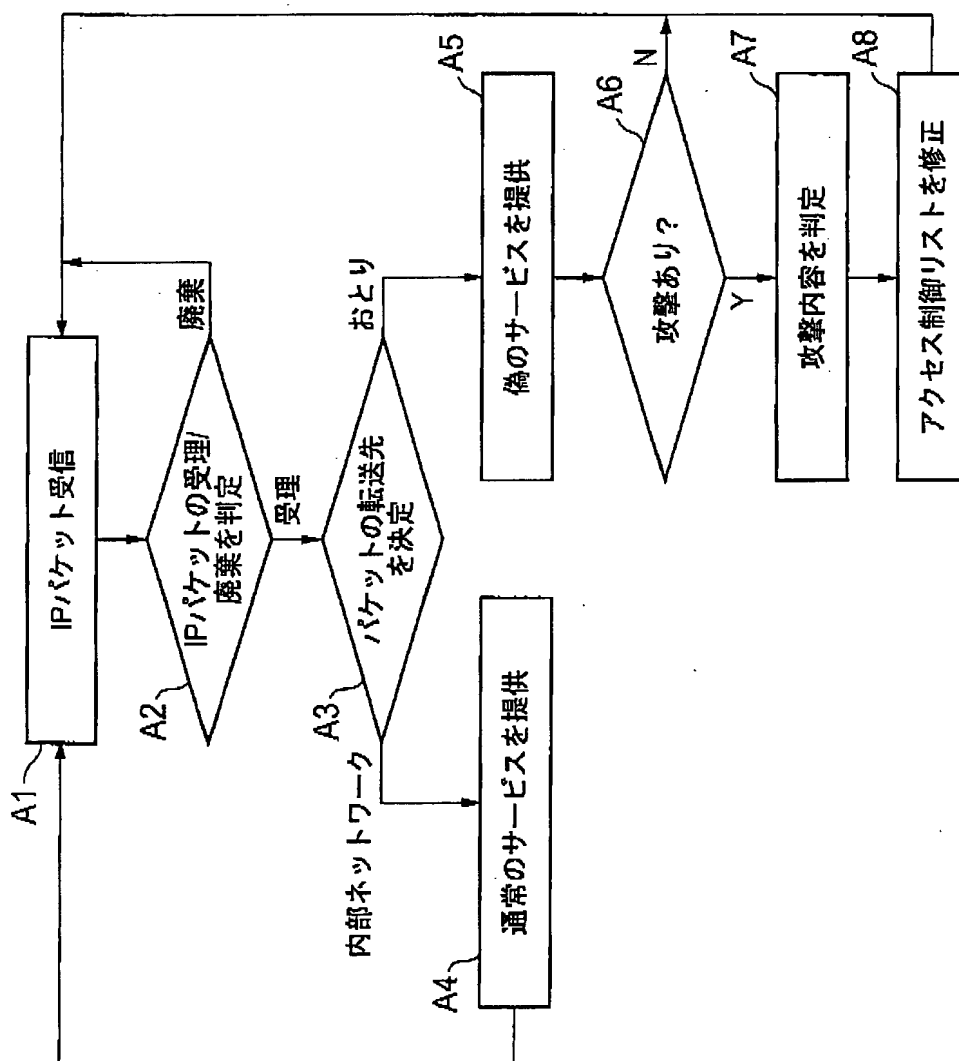 A1
IPパケット受信
A2
IPパケットの受理/
廃棄を判定
廃棄
受理
A3
パケットの転送先
を決定
内部ネットワーク
おとり
A4
通常のサービスを提供
A5
偽のサービスを提供
A6
攻撃あり？
N
Y
A7
攻撃内容を判定
A8
アクセス制御リストを修正